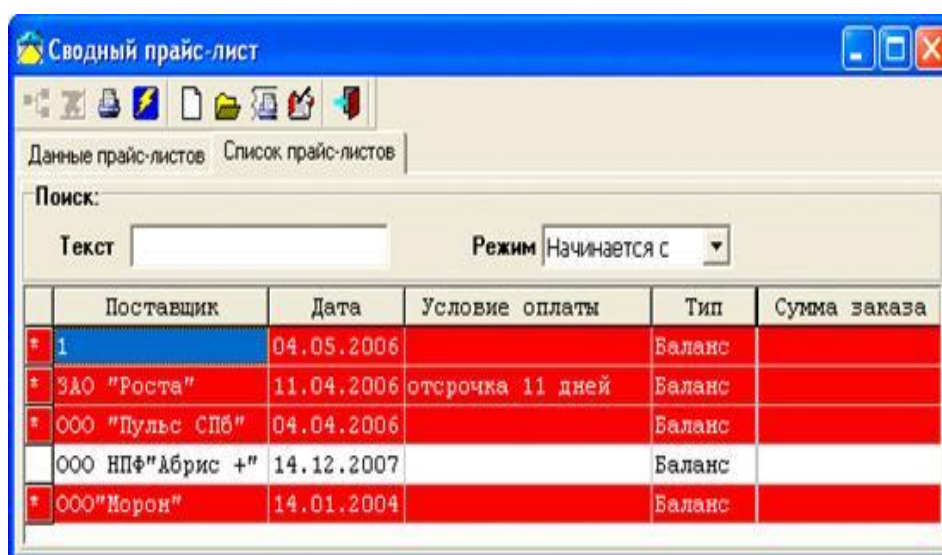 Сводный прайс-лист
Данные прайс-листов Список прайс-листов
Поиск:
Текст Режим Начинается с
Поставщик Дата Условие оплаты Тип Сумма заказа
* 1 04.05.2006 Баланс
* ЗАО "Роста" 11.04.2006 отсрочка 11 дней Баланс
* ООО "Пульс СПб" 04.04.2006 Баланс
ООО НПФ"Абрис +" 14.12.2007 Баланс
* ООО"Морон" 14.01.2004 Баланс